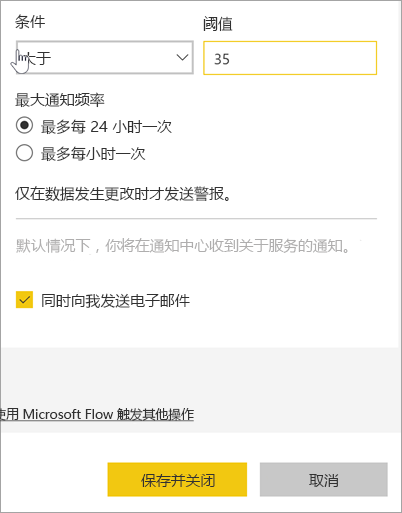 条件 阈值
大于 35
最大通知频率
最多每 24 小时一次
最多每小时一次
仅在数据发生更改时才发送警报。
默认情况下，你将在通知中心收到关于服务的通知。
同时向我发送电子邮件
使用 Microsoft Flow 触发其他操作
保存并关闭 取消